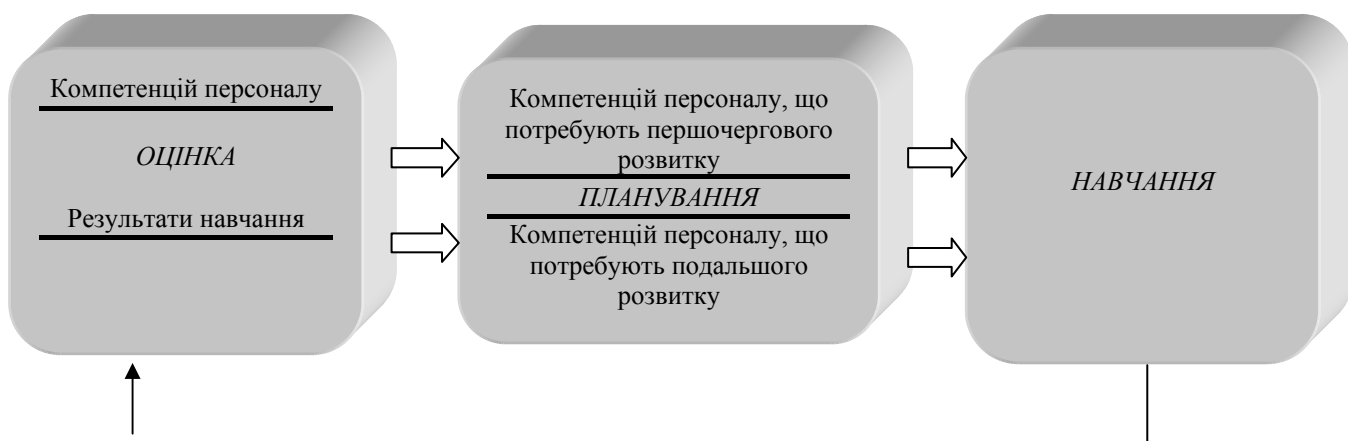 Компетенцій персоналу
ОЦІНКА
Результати навчання
Компетенцій персоналу, що
потребують першочергового
розвитку
ПЛАНУВАННЯ
Компетенцій персоналу, що
потребують подальшого
розвитку
НАВЧАННЯ